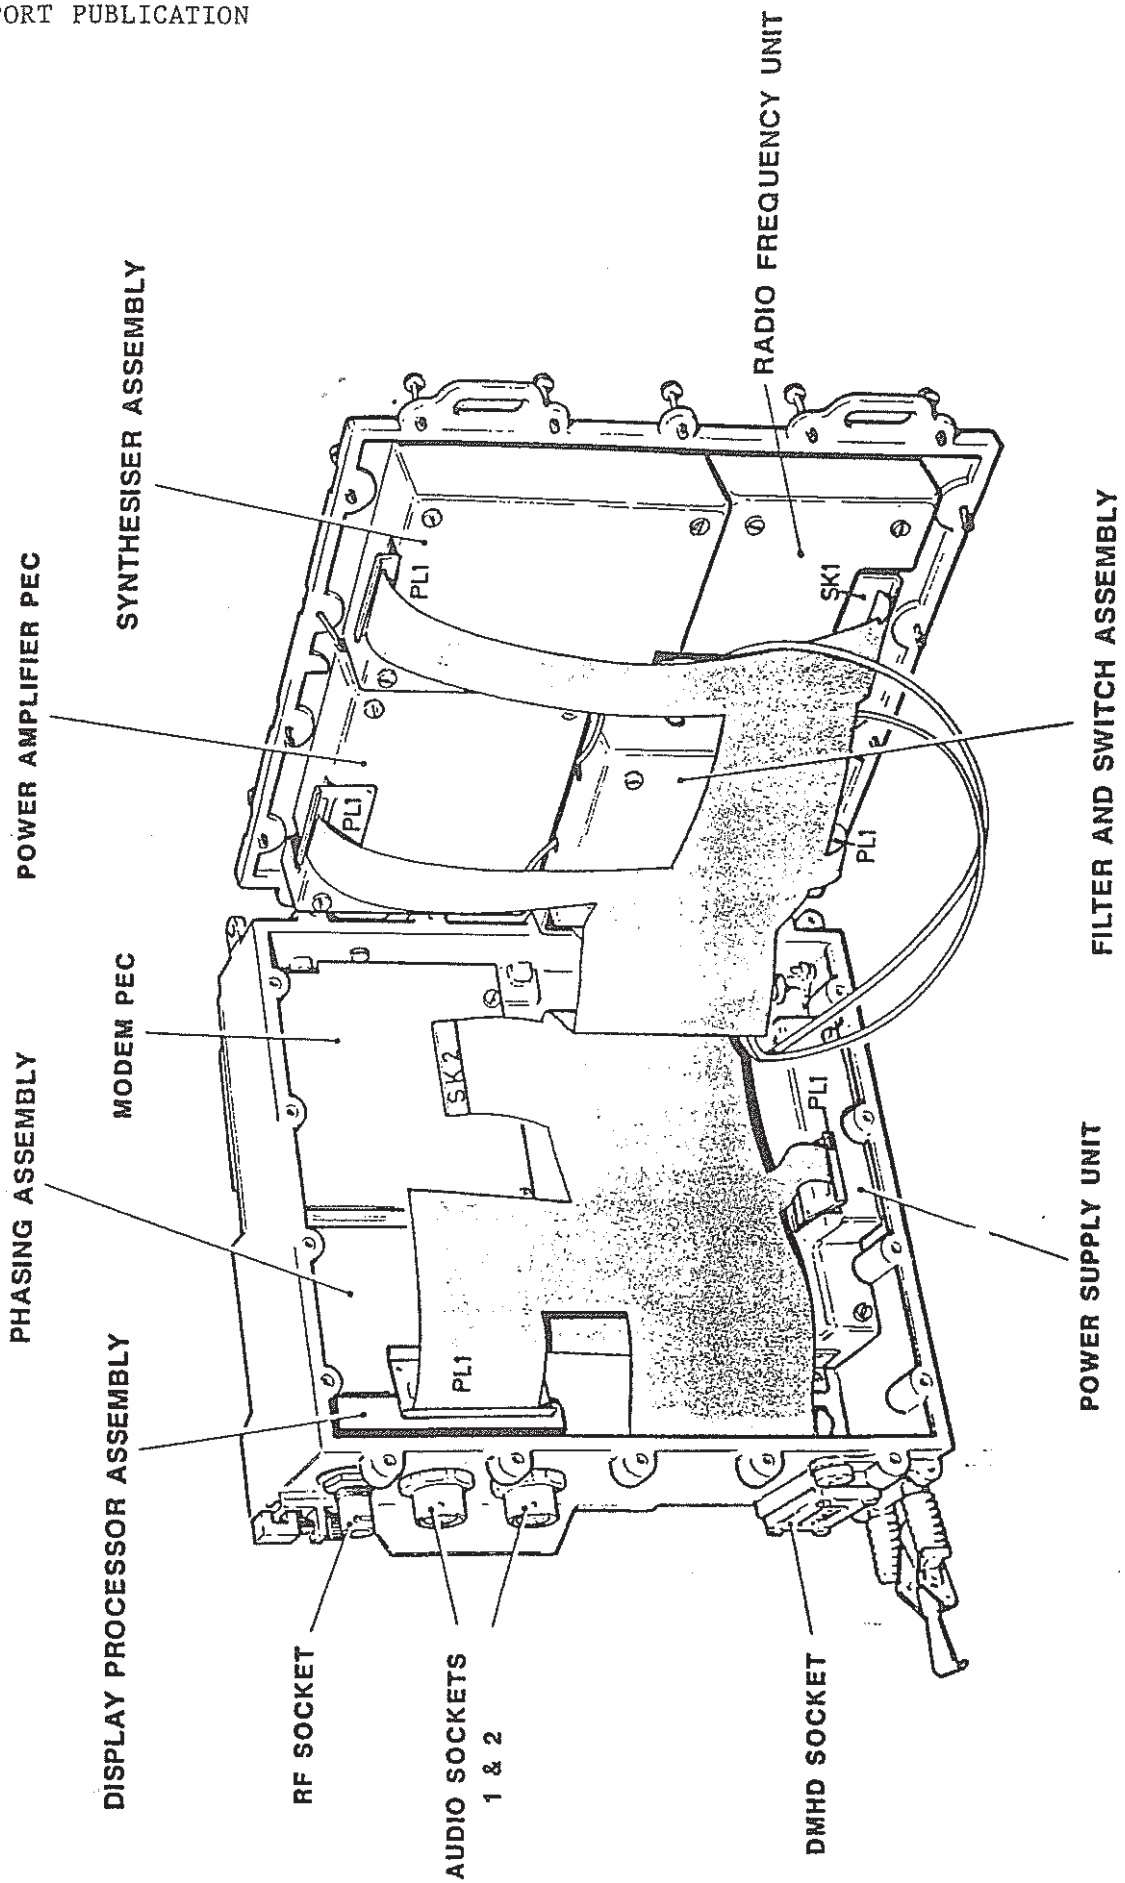 ORT PUBLICATION
PHASING ASSEMBLY
POWER AMPLIFIER PEC
MODEM PEC
SYNTHESISER ASSEMBLY
DISPLAY PROCESSOR ASSEMBLY
RF SOCKET
AUDIO SOCKETS
1 & 2
DMHD SOCKET
POWER SUPPLY UNIT
FILTER AND SWITCH ASSEMBLY
RADIO FREQUENCY UNIT
PL1
SK2
PL1
PL1
PL1
SK1
PL1